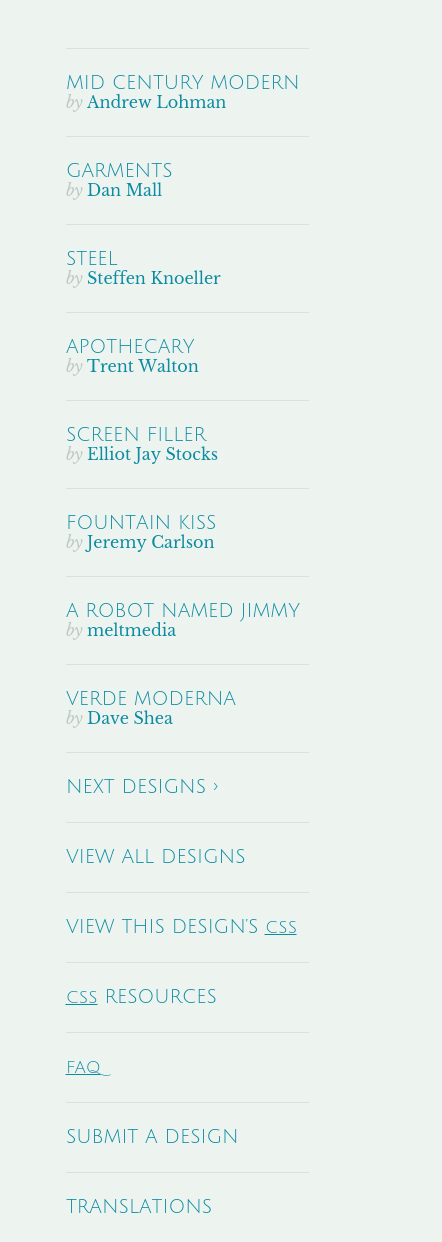 MID CENTURY MODERN
by Andrew Lohman
GARMENTS
by Dan Mall
STEEL
by Steffen Knoeller
APOTHECARY
by Trent Walton
SCREEN FILLER
by Elliot Jay Stocks
FOUNTAIN KISS
by Jeremy Carlson
A ROBOT NAMED JIMMY
by meltmedia
VERDE MODERNA
by Dave Shea
NEXT DESIGNS ›
VIEW ALL DESIGNS
VIEW THIS DESIGN'S CSS
CSS RESOURCES
FAQ
SUBMIT A DESIGN
TRANSLATIONS